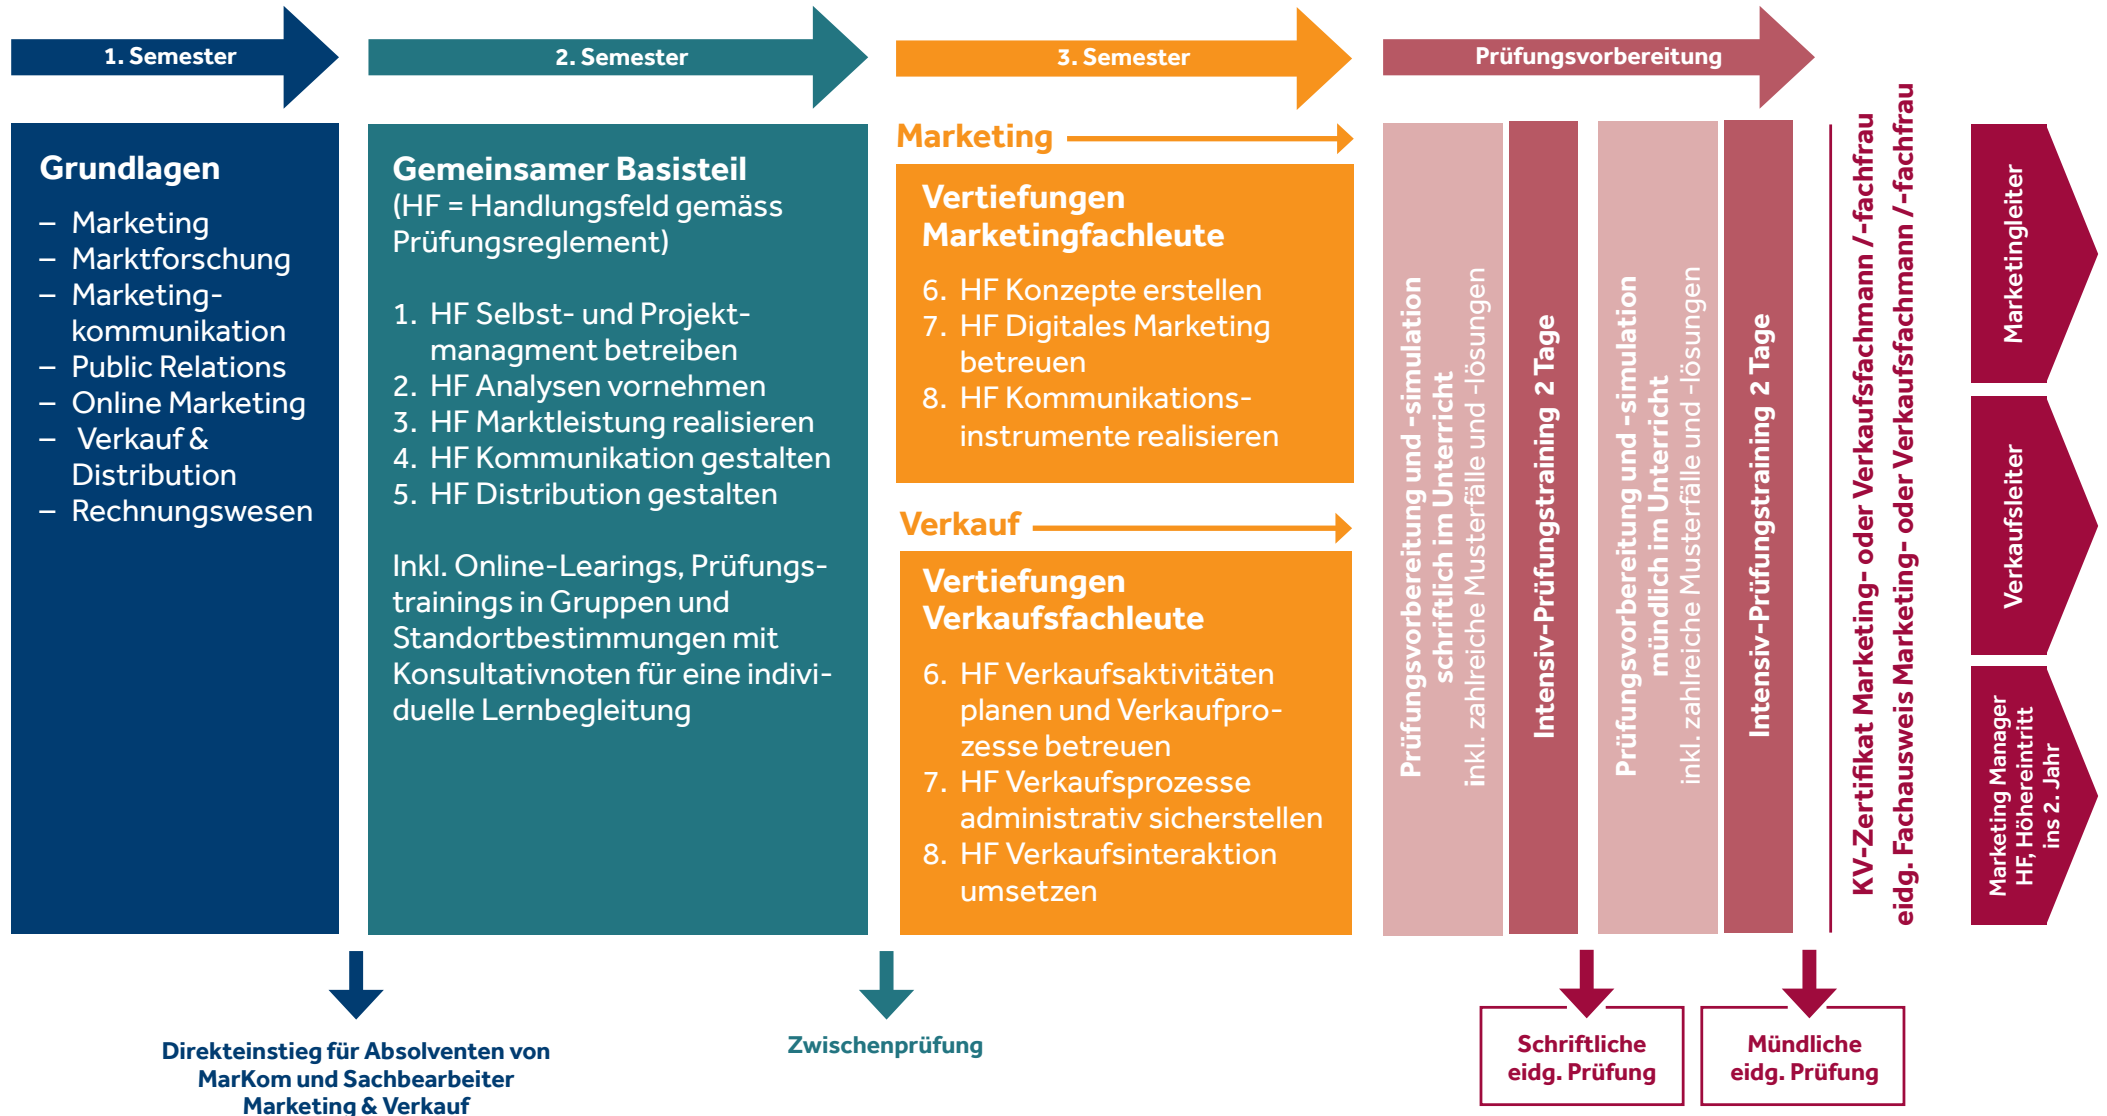 1. Semester
2. Semester
3. Semester
Prüfungsvorbereitung
Grundlagen
– Marketing
– Marktforschung
– Marketing-
kommunikation
– Public Relations
– Online Marketing
– Verkauf &
Distribution
– Rechnungswesen
Gemeinsamer Basisteil
(HF = Handlungsfeld gemäss
Prüfungsreglement)
1. HF Selbst- und Projekt-
managment betreiben
2. HF Analysen vornehmen
3. HF Marktleistung realisieren
4. HF Kommunikation gestalten
5. HF Distribution gestalten
Inkl. Online-Learings, Prüfungs-
trainings in Gruppen und
Standortbestimmungen mit
Konsultativnoten für eine indivi-
duelle Lernbegleitung
Marketing
Vertiefungen
Marketingfachleute
6. HF Konzepte erstellen
7. HF Digitales Marketing
betreuen
8. HF Kommunikations-
instrumente realisieren
Verkauf
Vertiefungen
Verkaufsfachleute
6. HF Verkaufsaktivitäten
planen und Verkaufpro-
zesse betreuen
7. HF Verkaufsprozesse
administrativ sicherstellen
8. HF Verkaufsinteraktion
umsetzen
Prüfungsvorbereitung und -simulation
schriftlich im Unterricht
inkl. zahlreiche Musterfälle und -lösungen
Intensiv-Prüfungstraining 2 Tage
Prüfungsvorbereitung und -simulation
mündlich im Unterricht
inkl. zahlreiche Musterfälle und -lösungen
Intensiv-Prüfungstraining 2 Tage
KV-Zertifikat Marketing- oder Verkaufsfachmann /-fachfrau
eidg. Fachausweis Marketing- oder Verkaufsfachmann /-fachfrau
Marketingleiter
Verkaufsleiter
Marketing Manager
HF, Höhereintritt
ins 2. Jahr
Direkteinstieg für Absolventen von
MarKom und Sachbearbeiter
Marketing & Verkauf
Zwischenprüfung
Schriftliche
eidg. Prüfung
Mündliche
eidg. Prüfung